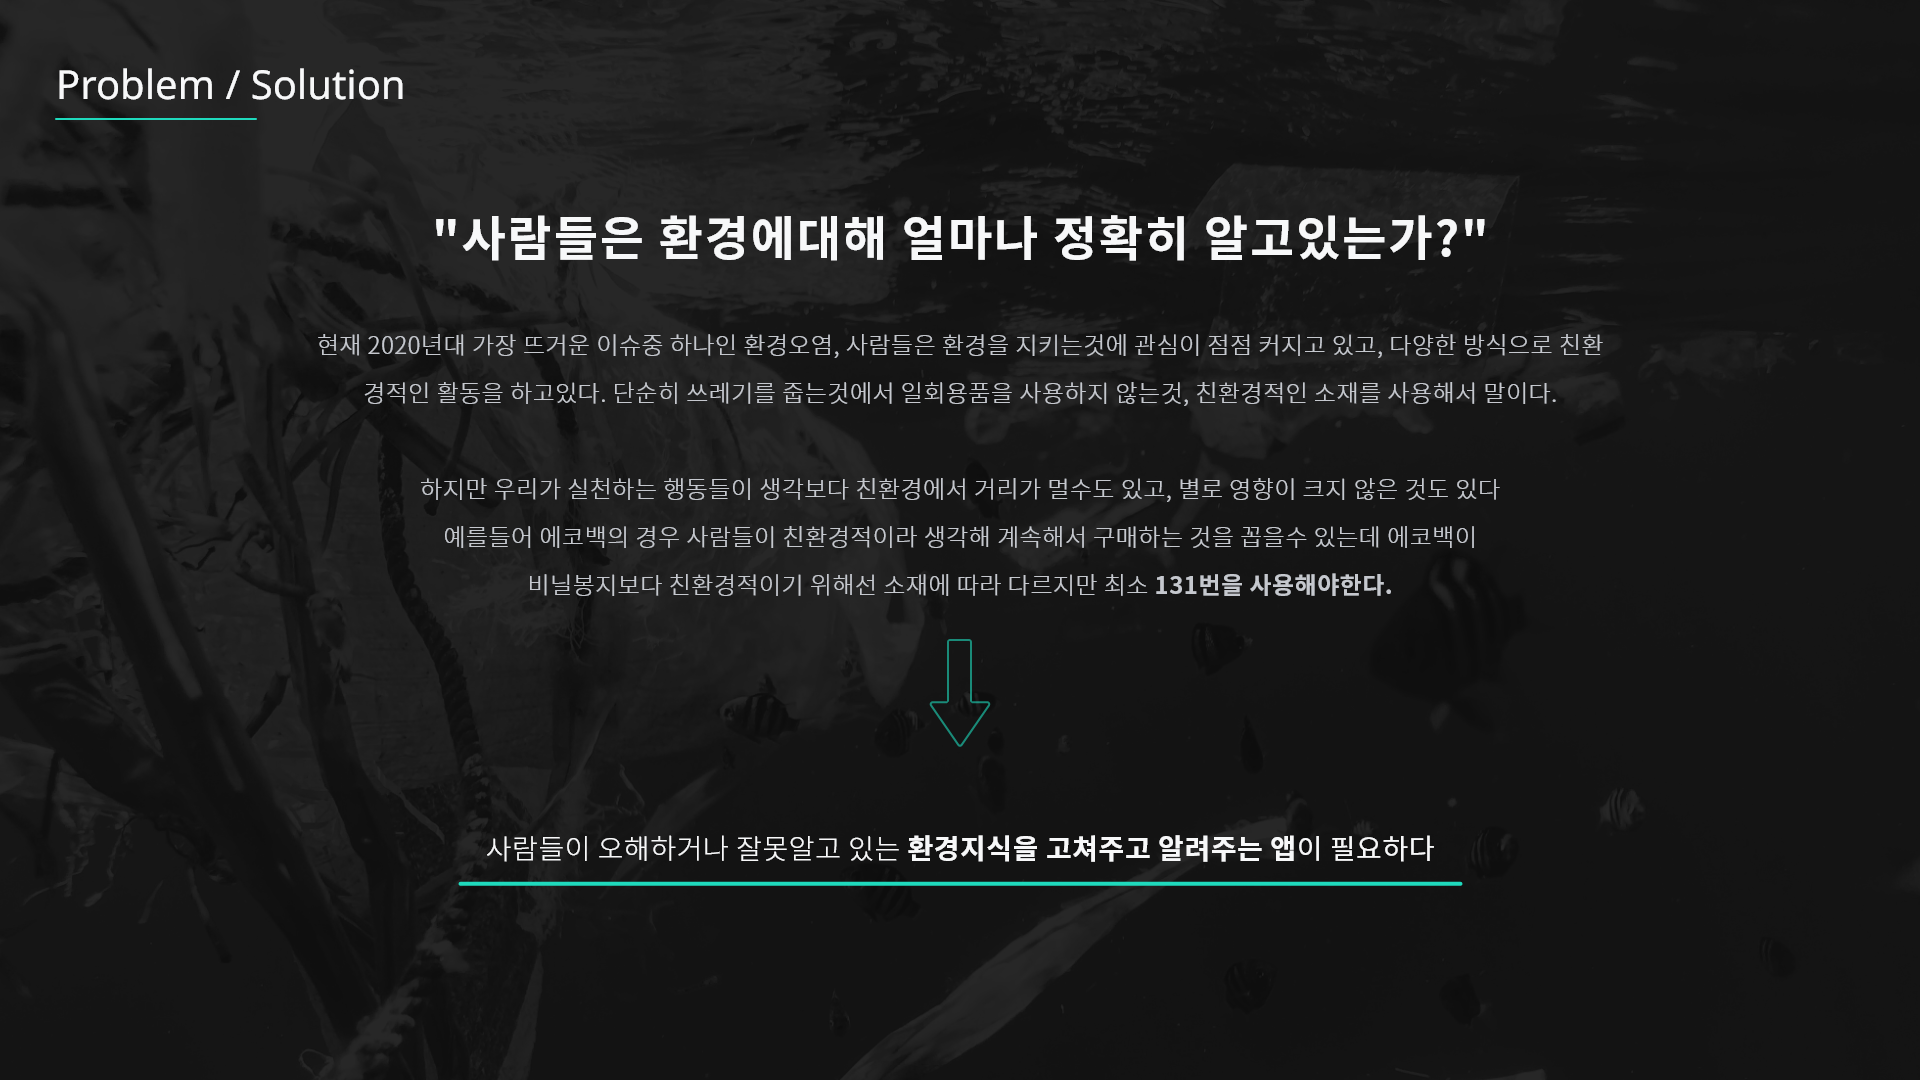 Problem / Solution
"사람들은 환경에대해 얼마나 정확히 알고있는가?"
현재 2020년대 가장 뜨거운 이슈중 하나인 환경오염, 사람들은 환경을 지키는것에 관심이 점점 커지고 있고, 다양한 방식으로 친환
경적인 활동을 하고있다. 단순히 쓰레기를 줍는것에서 일회용품을 사용하지 않는것, 친환경적인 소재를 사용해서 말이다.
하지만 우리가 실천하는 행동들이 생각보다 친환경에서 거리가 멀수도 있고, 별로 영향이 크지 않은 것도 있다
예를들어 에코백의 경우 사람들이 친환경적이라 생각해 계속해서 구매하는 것을 꼽을수 있는데 에코백이
비닐봉지보다 친환경적이기 위해선 소재에 따라 다르지만 최소 131번을 사용해야한다.
사람들이 오해하거나 잘못알고 있는 환경지식을 고쳐주고 알려주는 앱이 필요하다